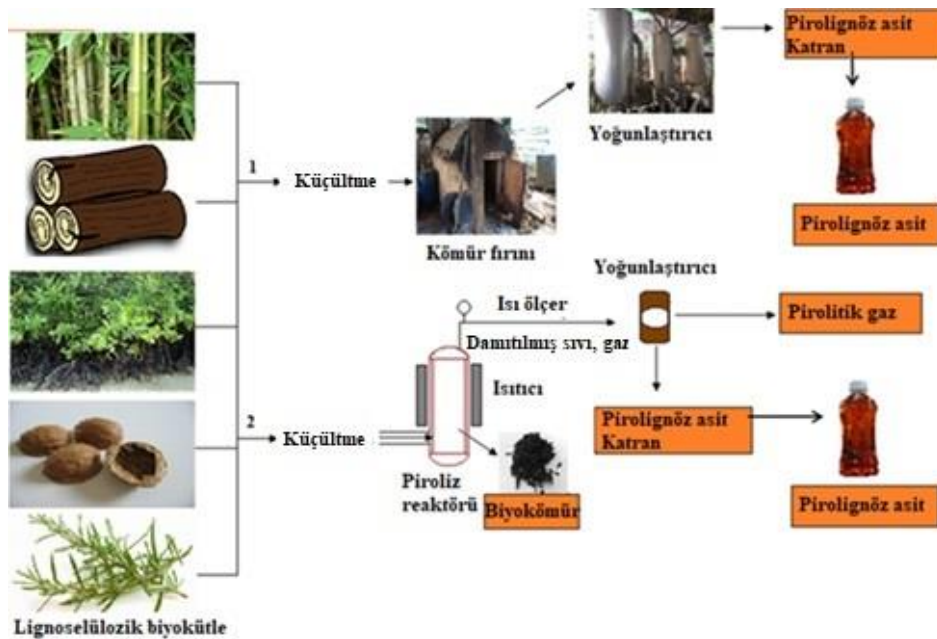 Pirolignöz asit
Katran
Yoğunlaştırıcı
1
Küçültme
Kömür fırını
Pirolignöz asit
Yoğunlaştırıcı
Isı ölçer
Pirolitik gaz
Damıtılmış sıvı, gaz
Isıtıcı
2
Küçültme
Pirolignöz asit
Katran
Piroliz
reaktörü
Biyokömür
Pirolignöz asit
Lignoselülozik biyokütle